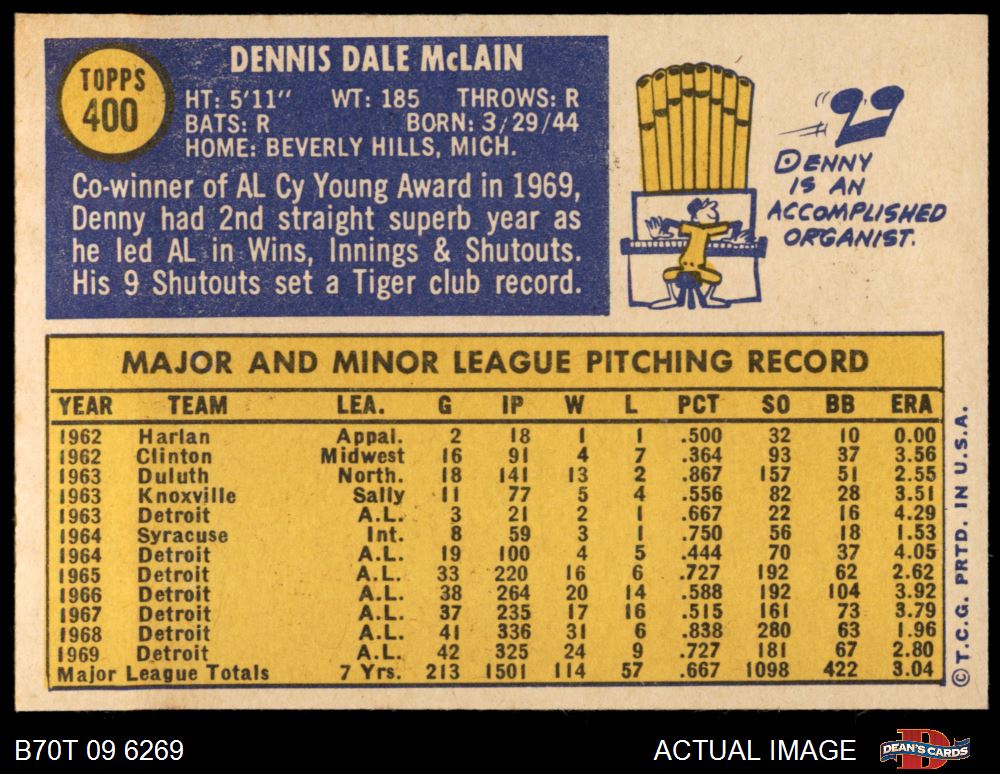 TOPPS
400
DENNIS DALE McLAIN
HT: 5'11" WT: 185 THROWS: R
BATS: R BORN: 3/29/44
HOME: BEVERLY HILLS, MICH.
Co-winner of AL Cy Young Award in 1969,
Denny had 2nd straight superb year as
he led AL in Wins, Innings & Shutouts.
His 9 Shutouts set a Tiger club record.
DENNY
IS AN
ACCOMPLISHED
ORGANIST.
MAJOR AND MINOR LEAGUE PITCHING RECORD
YEAR TEAM LEA. G IP W L PCT SO BB ERA
1962 Harlan Appal. 2 18 1 1 .500 32 10 0.00
1962 Clinton Midwest 16 91 4 7 .364 93 37 3.56
1963 Duluth North. 18 141 13 2 .867 157 51 2.55
1963 Knoxville Sally 11 77 5 4 .556 82 28 3.51
1963 Detroit A.L. 3 21 2 1 .667 22 16 4.29
1964 Syracuse Int. 8 59 3 1 .750 56 18 1.53
1964 Detroit A.L. 19 100 4 5 .444 70 37 4.05
1965 Detroit A.L. 33 220 16 6 .727 192 62 2.62
1966 Detroit A.L. 38 264 20 14 .588 192 104 3.92
1967 Detroit A.L. 37 235 17 16 .515 161 73 3.79
1968 Detroit A.L. 41 336 31 6 .838 280 63 1.96
1969 Detroit A.L. 42 325 24 9 .727 181 67 2.80
Major League Totals 7 Yrs. 213 1501 114 57 .667 1098 422 3.04
© T.C.G. PRTD. IN U.S.A.
B70T 09 6269
ACTUAL IMAGE
DEAN'S CARDS